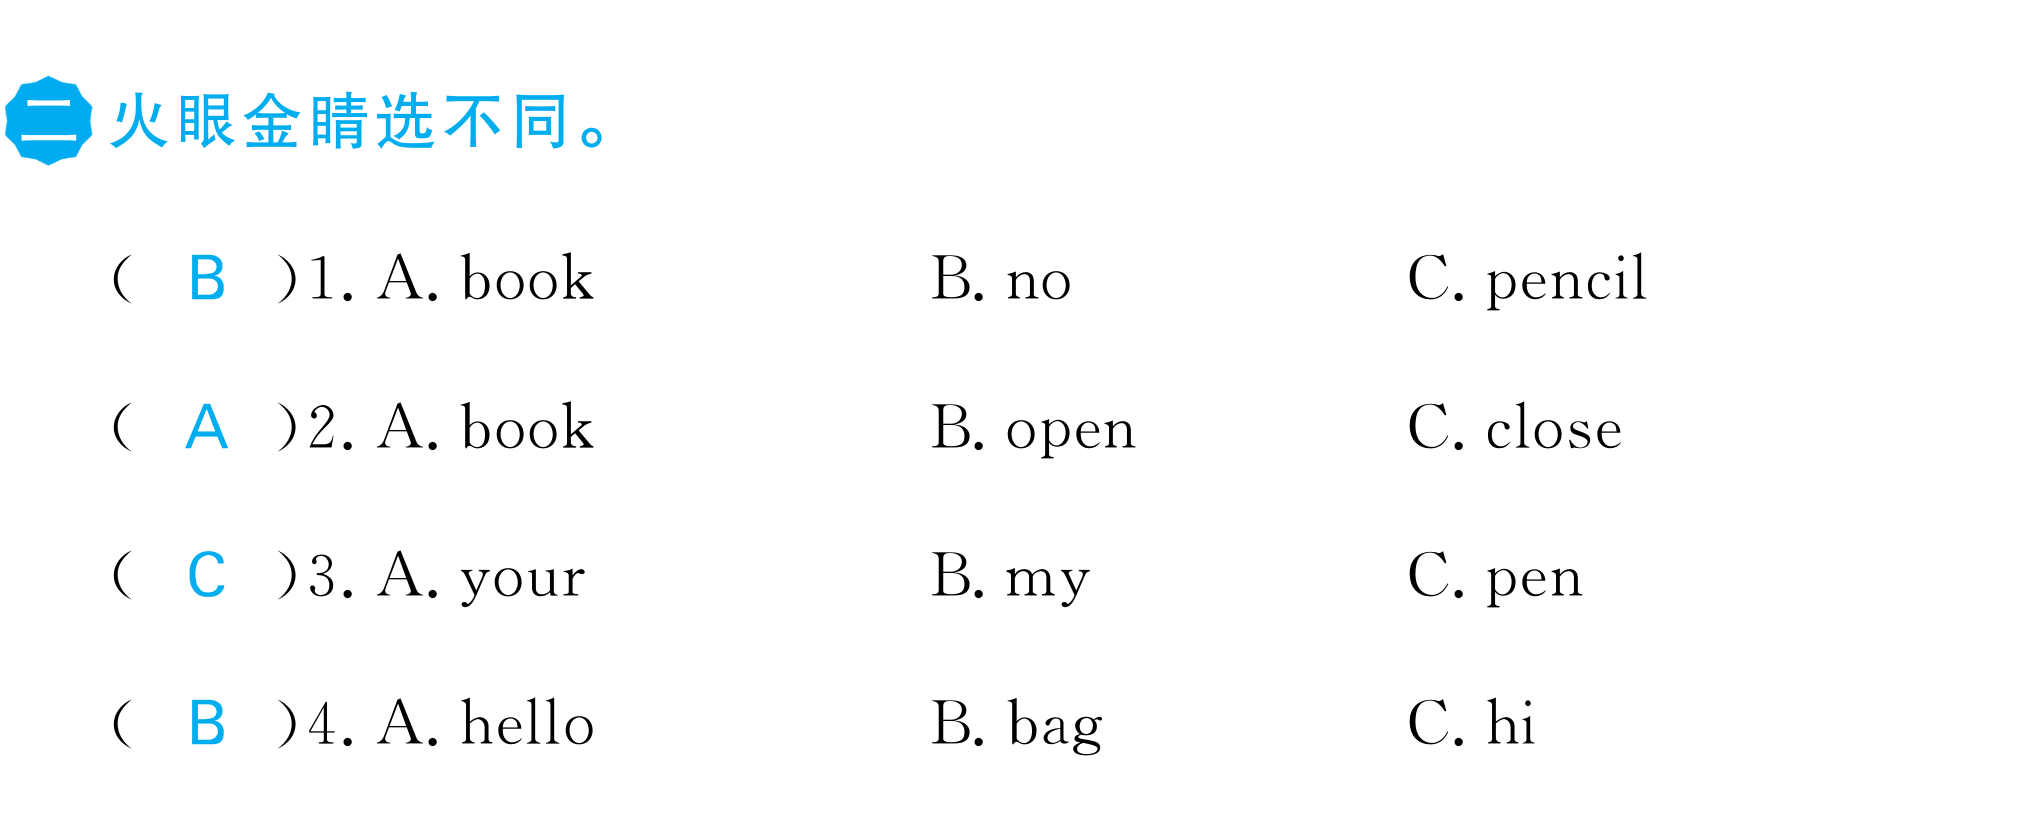 二 火眼金睛选不同。
( B )1. A. book B. no C. pencil
( A )2. A. book B. open C. close
( C )3. A. your B. my C. pen
( B )4. A. hello B. bag C. hi